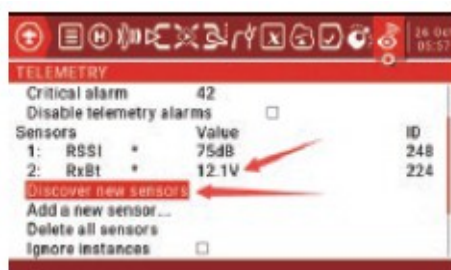 26 Oct
05:57
TELEMETRY
Critical alarm 42
Disable telemetry alarms
Sensors Value ID
1: RSSI * 75dB 248
2: RxBt * 12.1V 224
Discover new sensors
Add a new sensor...
Delete all sensors
Ignore instances